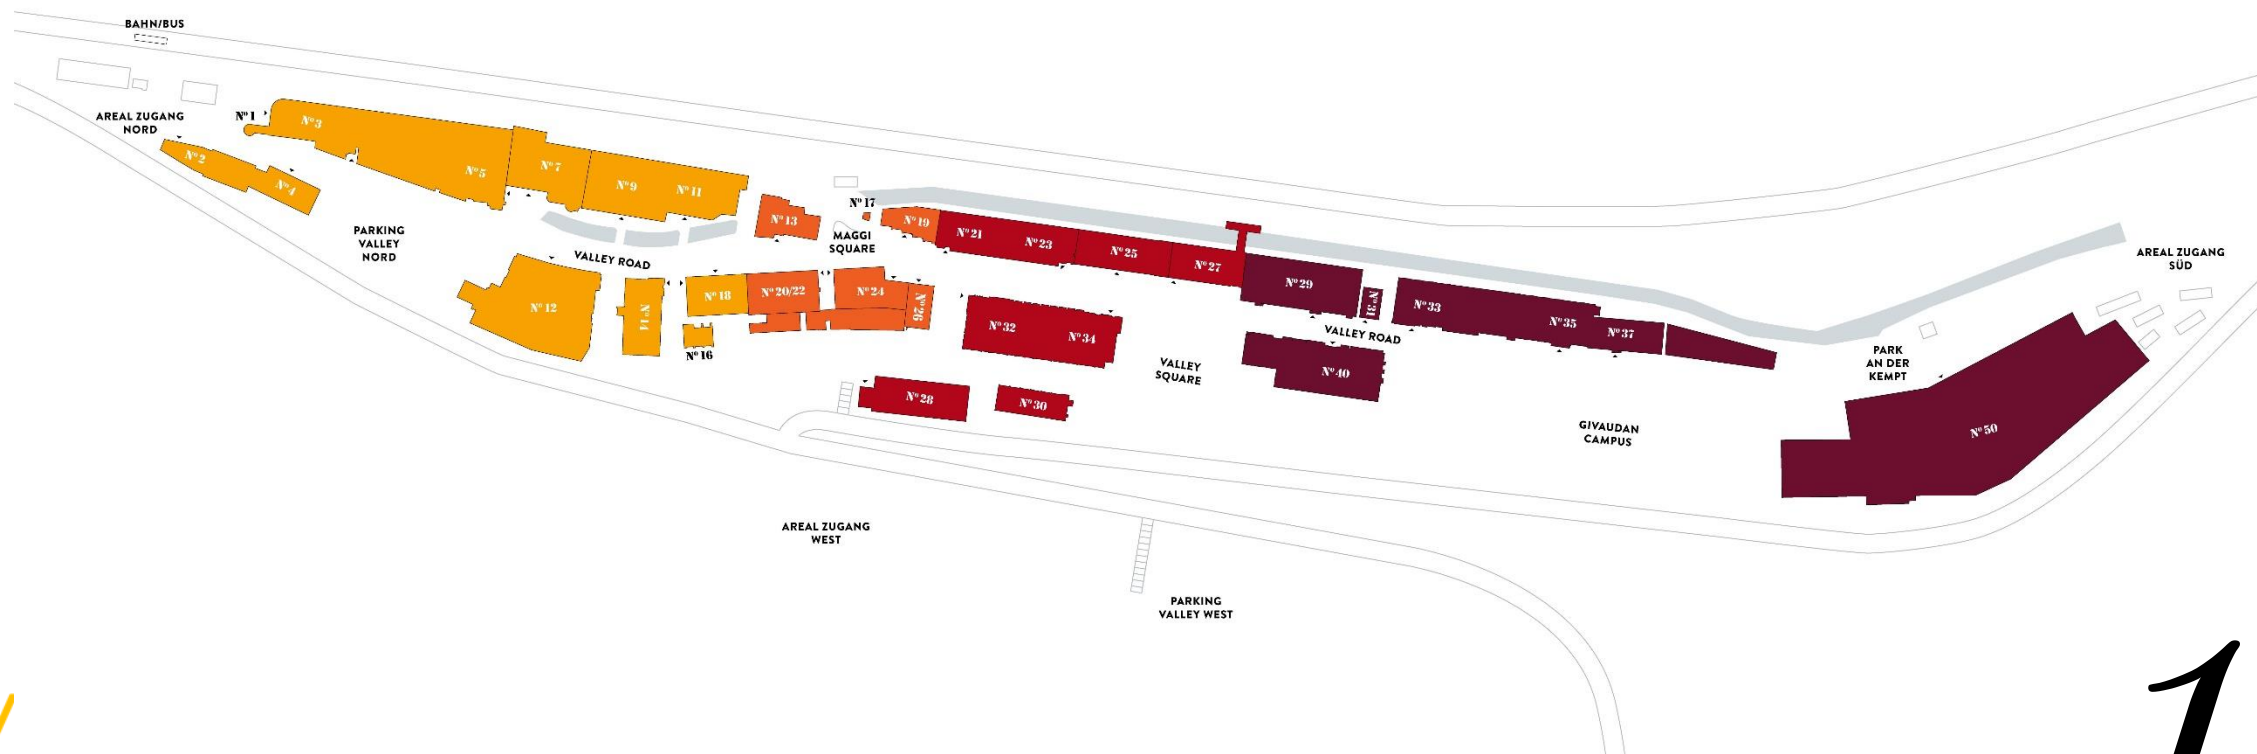 BAHN/BUS
AREAL ZUGANG
NORD
Nº 1
Nº 3
Nº 2
Nº 4
Nº 5
Nº 7
Nº 9
Nº 11
PARKING
VALLEY
NORD
VALLEY ROAD
Nº 12
Nº 14
Nº 16
Nº 18
Nº 20/22
Nº 13
Nº 17
MAGGI
SQUARE
Nº 19
Nº 24
Nº 26
Nº 21
Nº 23
Nº 25
Nº 27
Nº 28
Nº 30
Nº 32
Nº 34
VALLEY
SQUARE
Nº 29
Nº 31
VALLEY ROAD
Nº 33
Nº 35
Nº 37
Nº 40
GIVAUDAN
CAMPUS
PARK
AN DER
KEMPT
AREAL ZUGANG
SÜD
Nº 50
AREAL ZUGANG
WEST
PARKING
VALLEY WEST
1